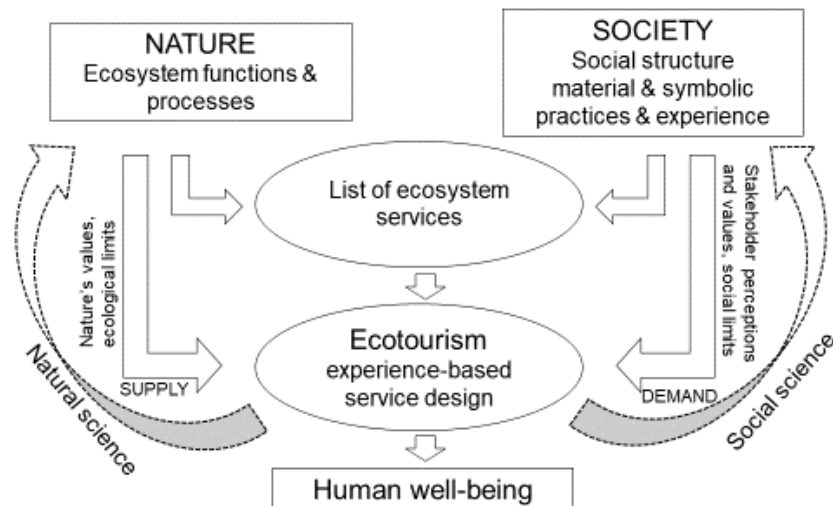 NATURE
Ecosystem functions &
processes
SOCIETY
Social structure
material & symbolic
practices & experience
List of ecosystem
services
Nature's values,
ecological limits
Stakeholder perceptions
and values, social limits
Ecotourism
experience-based
service design
SUPPLY
DEMAND
Natural science
Social science
Human well-being